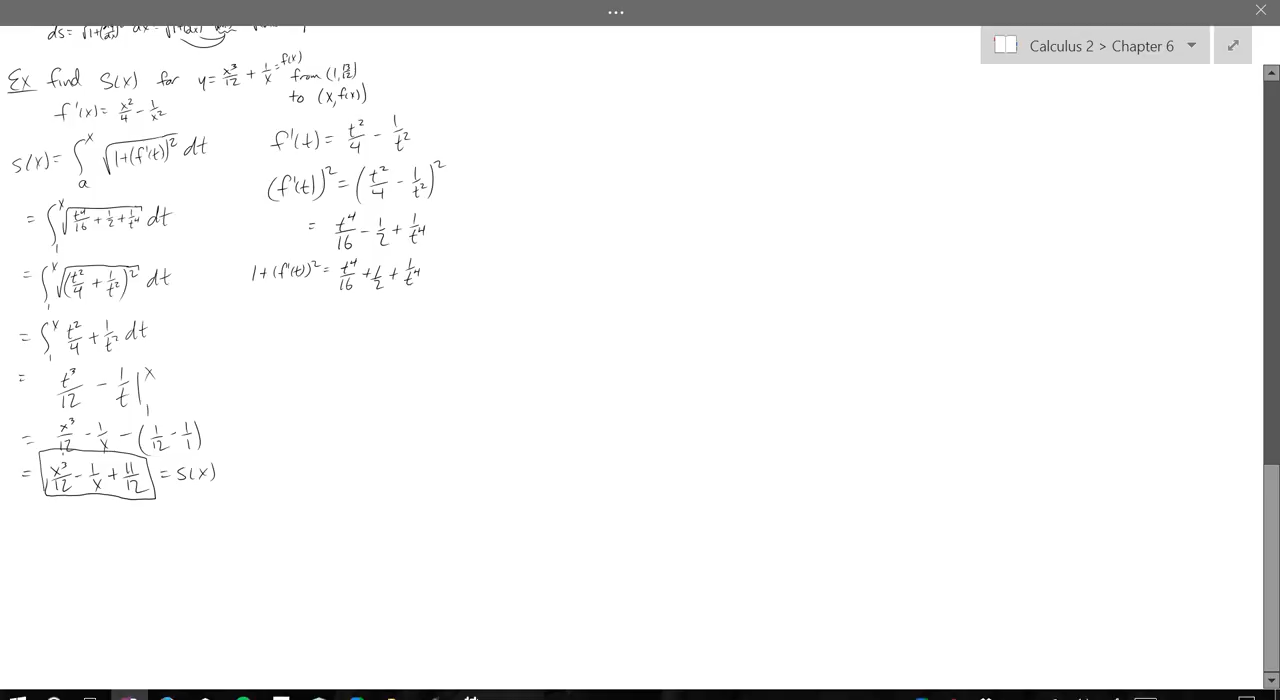 ...
Calculus 2 > Chapter 6
Ex find s(x) for y = x³/12 + 1/x = f(x) from (1, 13/12)
to (x, f(x))
f'(x) = x²/4 - 1/x²
s(x) = ∫ₐˣ √(1+(f'(t))²) dt
= ∫₁ˣ √(t⁴/16 + 1/2 + 1/t⁴) dt
= ∫₁ˣ √((t²/4 + 1/t²)²) dt
= ∫₁ˣ t²/4 + 1/t² dt
= t³/12 - 1/t |₁ˣ
= x³/12 - 1/x - (1/12 - 1/1)
= x³/12 - 1/x + 11/12 = s(x)
f'(t) = t²/4 - 1/t²
(f'(t))² = (t²/4 - 1/t²)²
= t⁴/16 - 1/2 + 1/t⁴
1+(f'(t))² = t⁴/16 + 1/2 + 1/t⁴